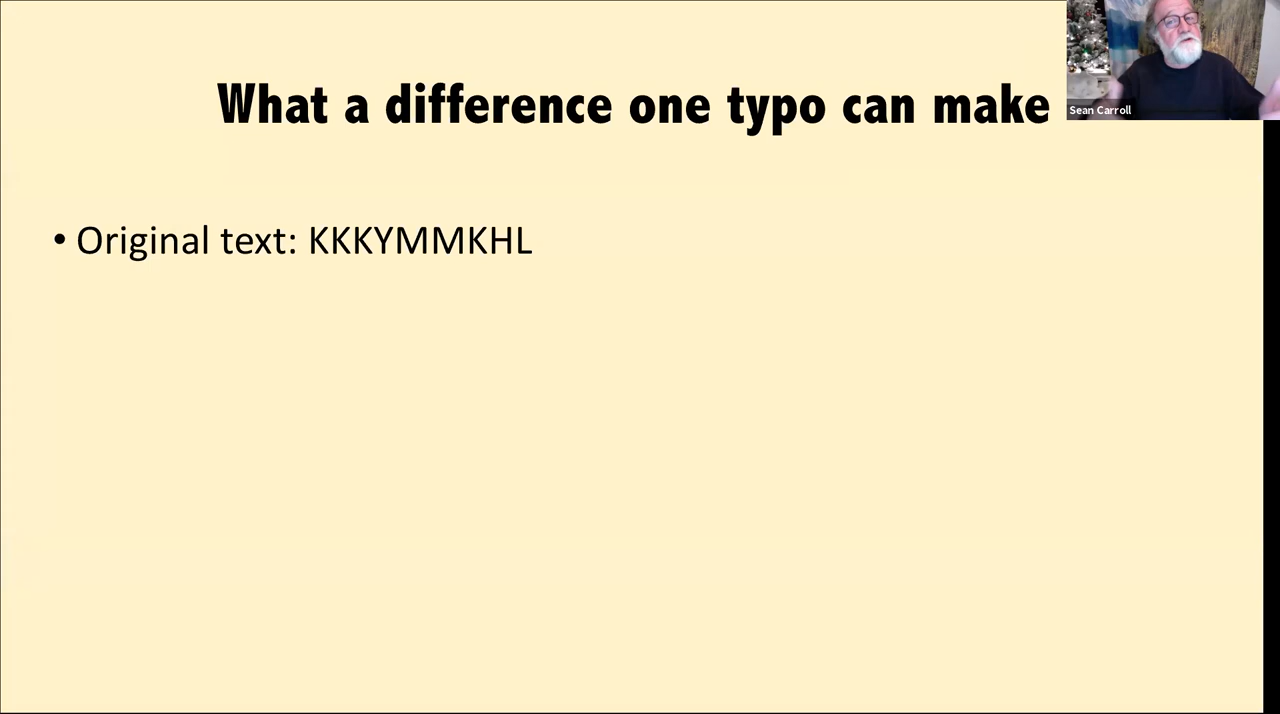 What a difference one typo can make
Sean Carroll
• Original text: KKKYMMKHL